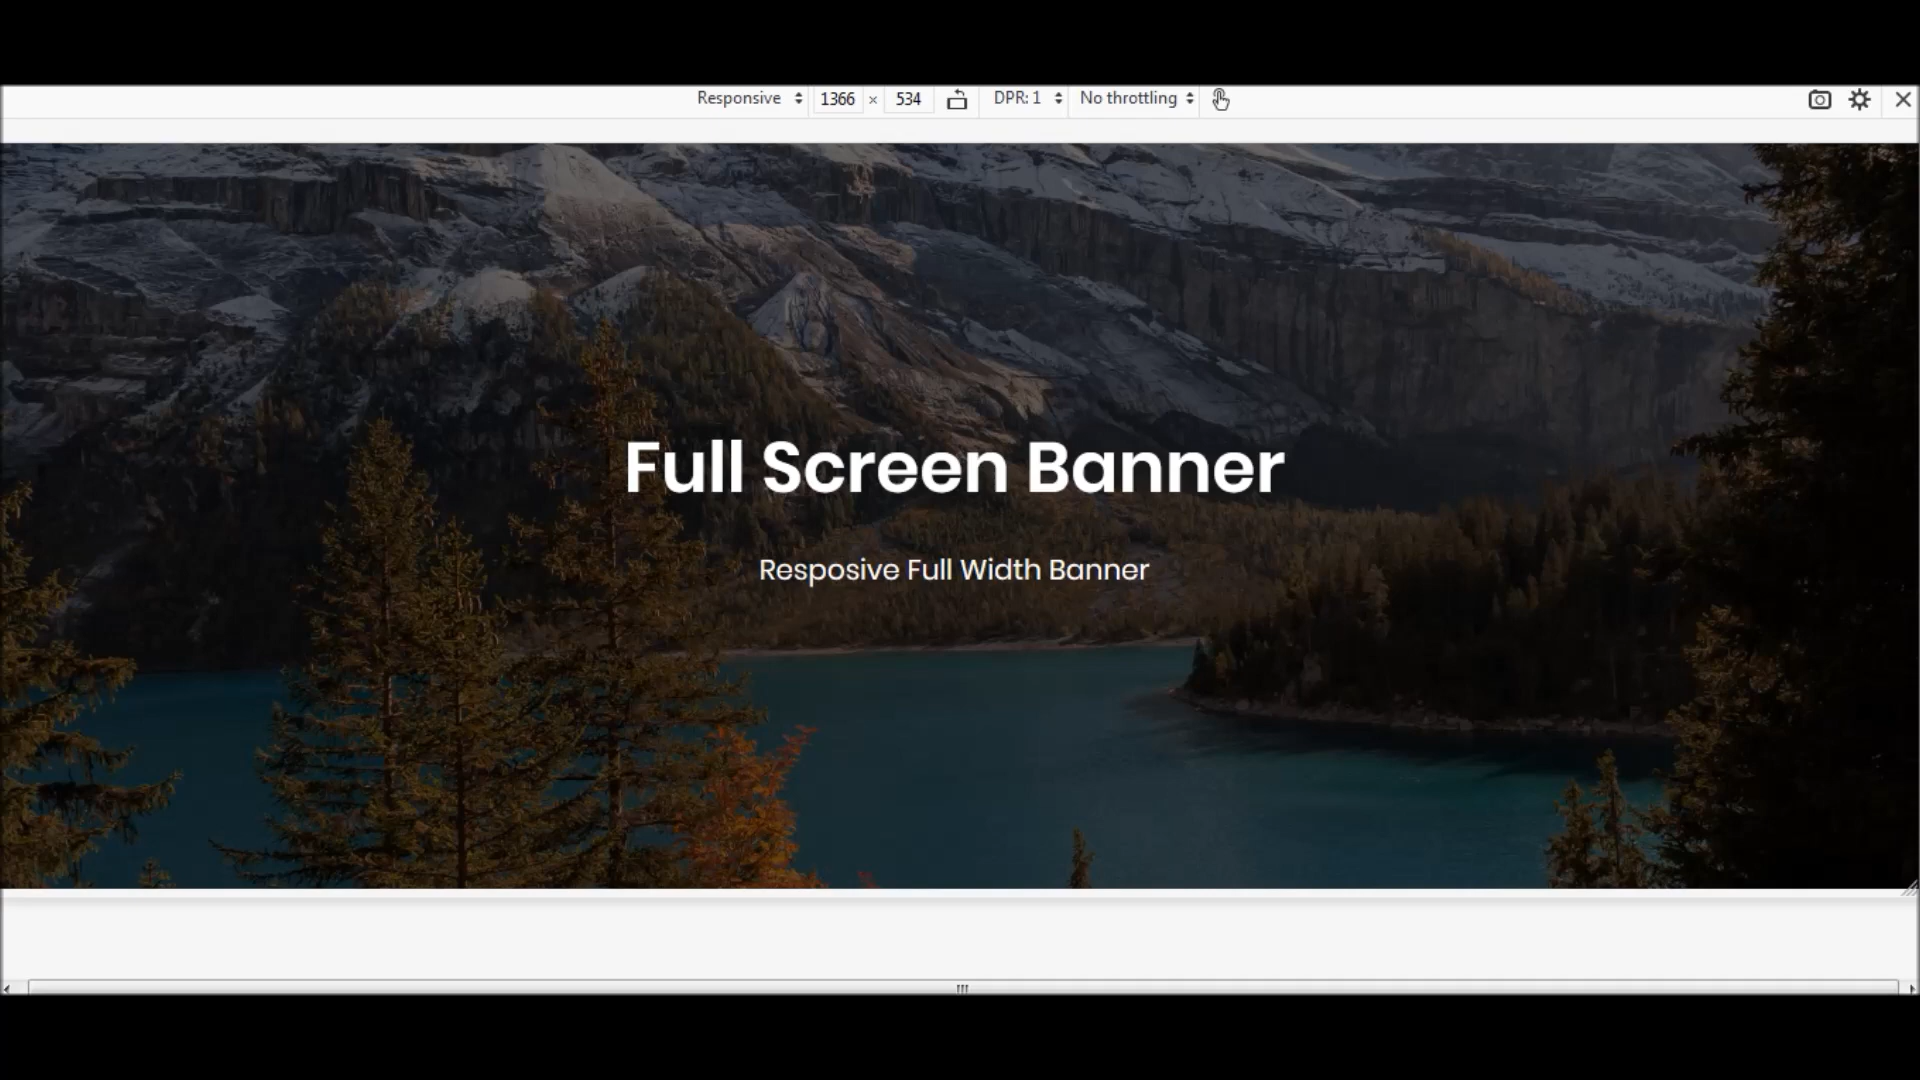 Responsive 1366 × 534 DPR: 1 No throttling
Full Screen Banner
Resposive Full Width Banner